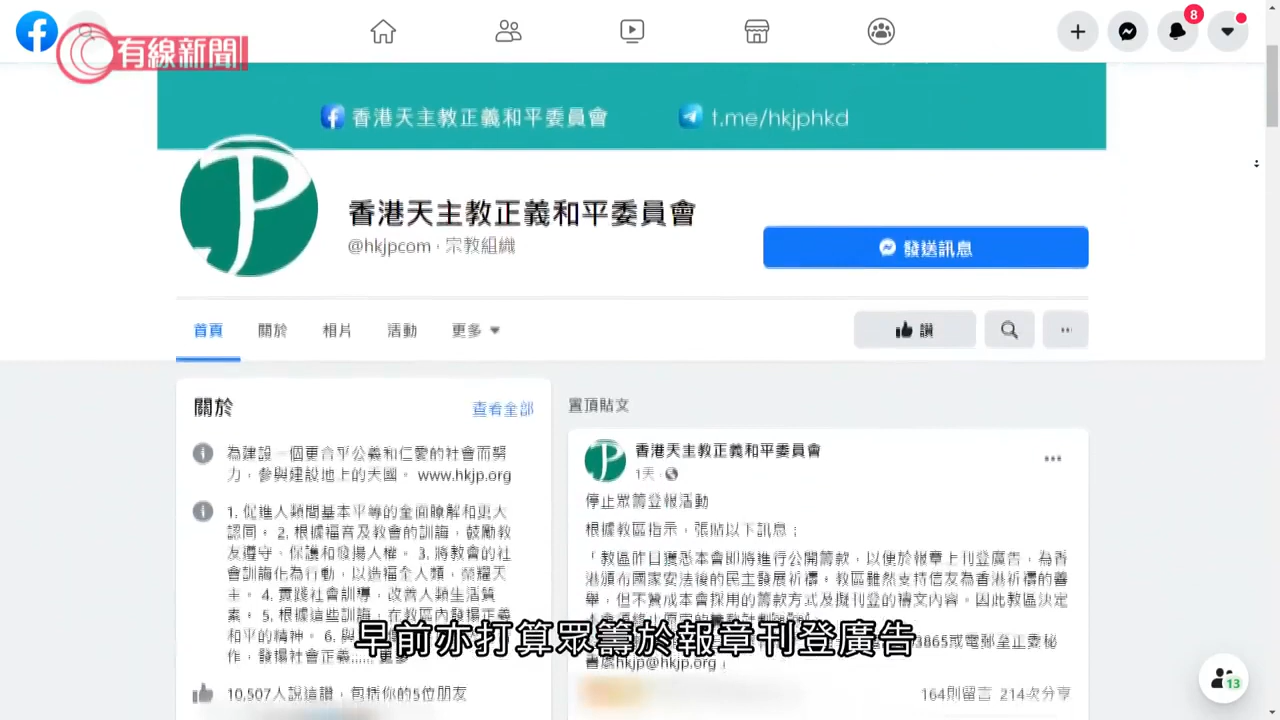 8
有線新聞
香港天主教正義和平委員會
t.me/hkjphkd
香港天主教正義和平委員會
@hkjpcom · 宗教組織
發送訊息
首頁
關於
相片
活動
更多
讚
關於
查看全部
為建設一個更合乎公義和仁愛的社會而努
力，參與建設地上的天國。 www.hkjp.org
1. 促進人類間基本平等的全面瞭解和更大
認同。 2. 根據福音及教會的訓誨，鼓勵教
友遵守、保護和發揚人權。 3. 將教會的社
會訓誨化為行動，以造福全人類，榮耀天
主。 4. 實踐社會訓導，改善人類生活質
素。 5. 根據這些訓誨，在教區內發揚正義
和平的精神。 6. 與
作，發揚社會正義..... 更多
10,507人說這讚，包括你的5位朋友
置頂貼文
香港天主教正義和平委員會
1天
停止眾籌登報活動
根據教區指示，張貼以下訊息：
「教區昨日獲悉本會即將進行公開籌款，以便於報章上刊登廣告，為香
港頒布國家安法後的民主發展祈禱。教區雖然支持信友為香港祈禱的善
舉，但不贊成本會採用的籌款方式及擬刊登的禱文內容。因此教區決定
3865或電郵至正委秘
書處hkjp@hkjp.org」
164則留言 214次分享
早前亦打算眾籌於報章刊登廣告
13